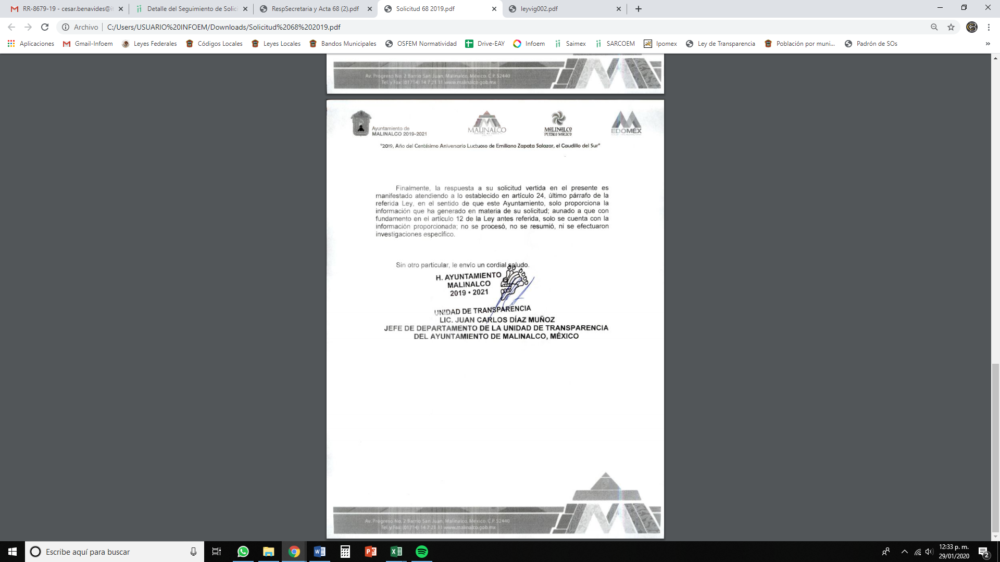 RR-8679-19 - cesar.benavides@i
Detalle del Seguimiento de Solici
RespSecretaria y Acta 68 (2).pdf
Solicitud 68 2019.pdf
leyvig002.pdf
Archivo
C:/Users/USUARIO%20INFOEM/Downloads/Solicitud%2068%202019.pdf
Aplicaciones
Gmail-Infoem
Leyes Federales
Códigos Locales
Leyes Locales
Bandos Municipales
OSFEM Normatividad
Drive-EAY
Infoem
Saimex
SARCOEM
Ipomex
Ley de Transparencia
Población por muni...
Padrón de SOs
Av. Progreso No. 2 Barrio San Juan, Malinalco, México. C.P. 52440
Tel. y Fax: (01714) 14 7 21 11 www.malinalco.gob.mx
Ayuntamiento de
MALINALCO 2019-2021
MALINALCO
MALINALCO
PUEBLO MÁGICO
EDOMÉX
"2019, Año del Centésimo Aniversario Luctuoso de Emiliano Zapata Salazar, el Caudillo del Sur"
Finalmente, la respuesta a su solicitud vertida en el presente es
manifestado atendiendo a lo establecido en artículo 24, último párrafo de la
referida Ley, en el sentido de que este Ayuntamiento, solo proporciona la
información que ha generado en materia de su solicitud; aunado a que con
fundamento en el artículo 12 de la Ley antes referida, solo se cuenta con la
información proporcionada; no se procesó, no se resumió, ni se efectuaron
investigaciones específico.
Sin otro particular, le envío un cordial saludo.
H. AYUNTAMIENTO
MALINALCO
2019 • 2021
UNIDAD DE TRANSPARENCIA
LIC. JUAN CARLOS DÍAZ MUÑOZ
JEFE DE DEPARTAMENTO DE LA UNIDAD DE TRANSPARENCIA
DEL AYUNTAMIENTO DE MALINALCO, MÉXICO
Av. Progreso No. 2 Barrio San Juan, Malinalco, México. C.P. 52440
Tel. y Fax: (01714) 14 7 21 11 www.malinalco.gob.mx
Escribe aquí para buscar
12:33 p. m.
29/01/2020
2